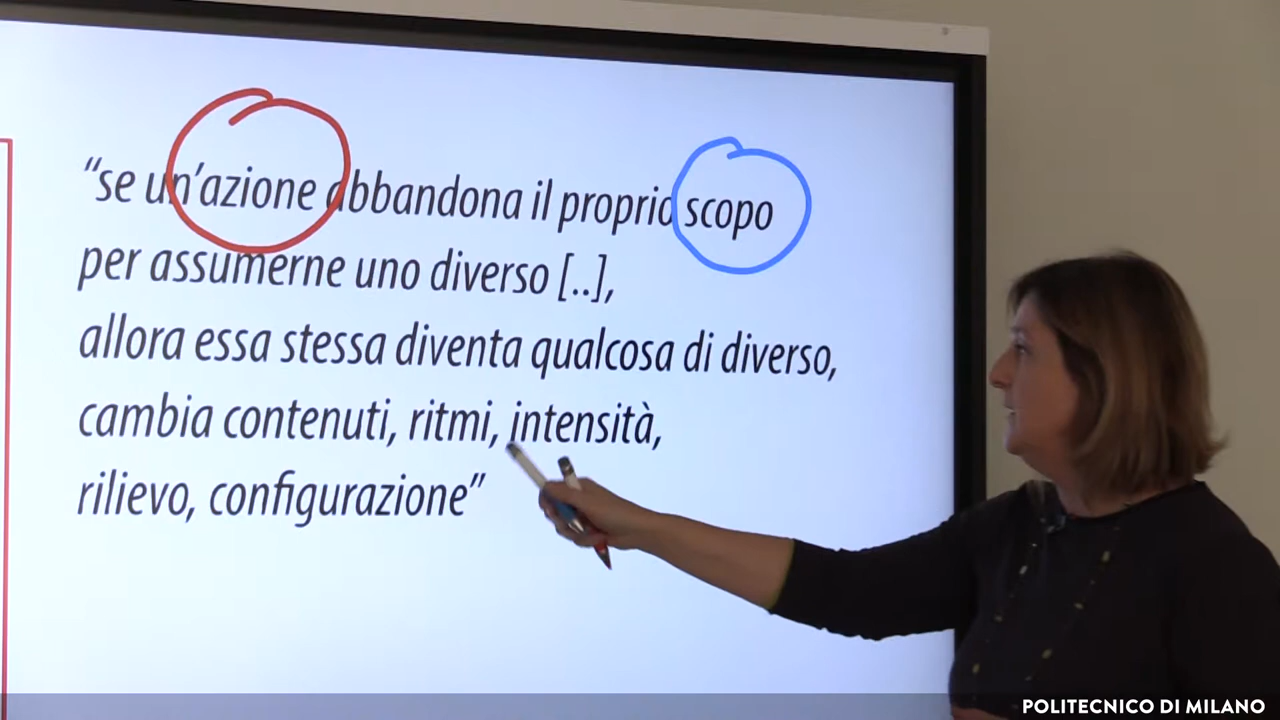 “se un’azione abbandona il proprio scopo
per assumerne uno diverso [..],
allora essa stessa diventa qualcosa di diverso,
cambia contenuti, ritmi, intensità,
rilievo, configurazione”
POLITECNICO DI MILANO